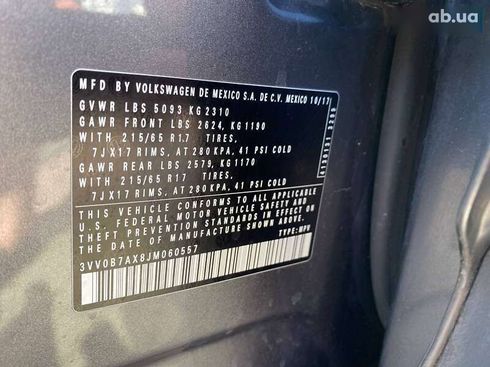 ab.ua
MFD BY VOLKSWAGEN DE MEXICO S.A. DE C.V. MEXICO 10/17
GVWR LBS 5093 KG 2310
GAWR FRONT LBS 2624, KG 1190
WITH 215/65 R17 TIRES,
7JX17 RIMS, AT 280 KPA, 41 PSI COLD
GAWR REAR LBS 2579, KG 1170
WITH 215/65 R17 TIRES,
7JX17 RIMS, AT 280 KPA, 41 PSI COLD
THIS VEHICLE CONFORMS TO ALL APPLICABLE
U.S. FEDERAL MOTOR VEHICLE SAFETY AND
THEFT PREVENTION STANDARDS IN EFFECT ON
THE DATE OF MANUFACTURE SHOWN ABOVE.
3VV0B7AX8JM060557 TYPE: MPV